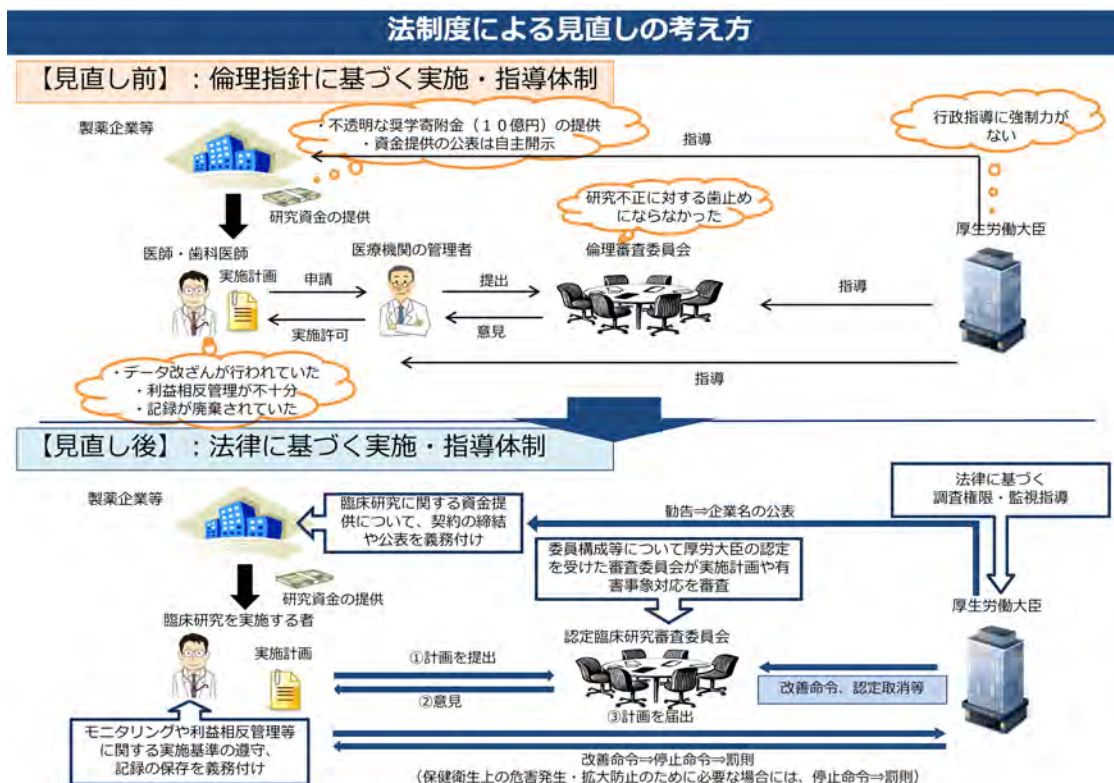 法制度による見直しの考え方
【見直し前】：倫理指針に基づく実施・指導体制
製薬企業等
・不透明な奨学寄附金（１０億円）の提供
・資金提供の公表は自主開示
指導
行政指導に強制力が
ない
研究資金の提供
研究不正に対する歯止め
にならなかった
厚生労働大臣
医師・歯科医師
医療機関の管理者
倫理審査委員会
実施計画
申請
提出
指導
実施許可
意見
指導
・データ改ざんが行われていた
・利益相反管理が不十分
・記録が廃棄されていた
【見直し後】：法律に基づく実施・指導体制
製薬企業等
臨床研究に関する資金提
供について、契約の締結
や公表を義務付け
勧告⇒企業名の公表
法律に基づく
調査権限・監視指導
委員構成等について厚労大臣の認定
を受けた審査委員会が実施計画や有
害事象対応を審査
研究資金の提供
厚生労働大臣
臨床研究を実施する者
認定臨床研究審査委員会
実施計画
①計画を提出
②意見
改善命令、認定取消等
③計画を届出
モニタリングや利益相反管理等
に関する実施基準の遵守、
記録の保存を義務付け
改善命令⇒停止命令⇒罰則
（保健衛生上の危害発生・拡大防止のために必要な場合には、停止命令⇒罰則）